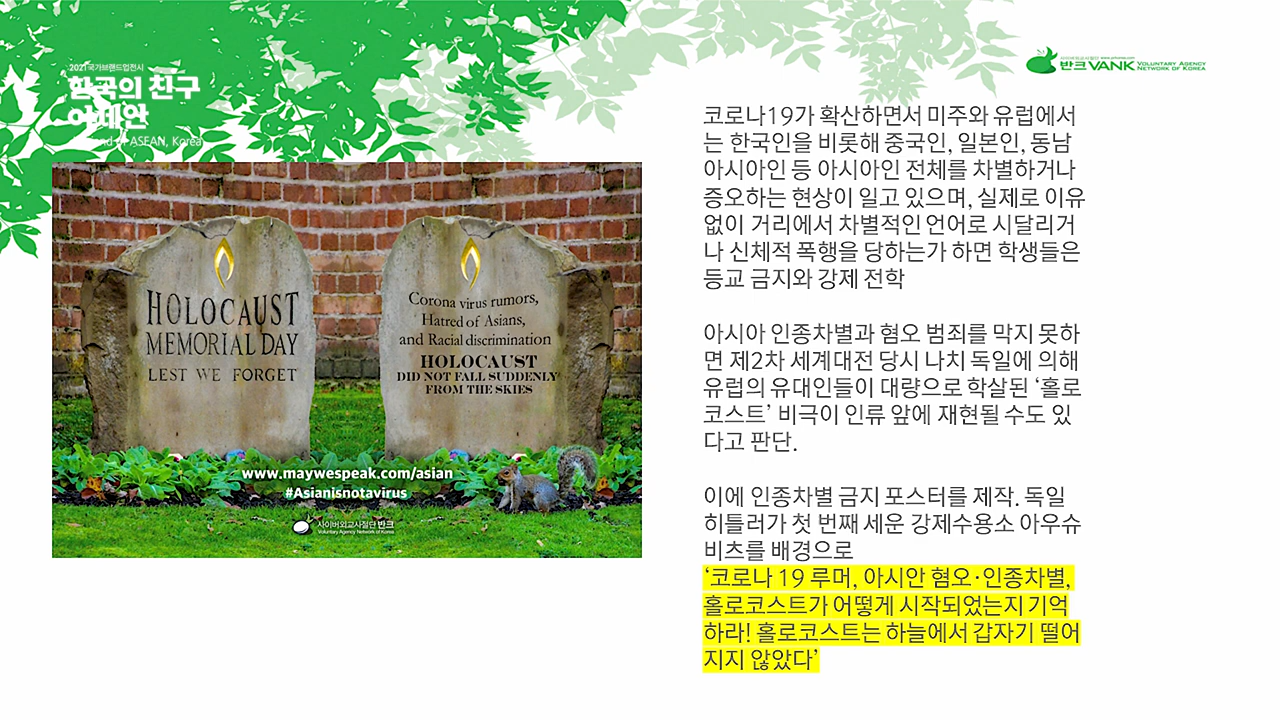 2021 국가브랜드업전시
한국의 친구
아세안
of ASEAN, Korea
반크 VANK VOLUNTARY AGENCY
NETWORK OF KOREA
HOLOCAUST
MEMORIAL DAY
LEST WE FORGET
Corona virus rumors,
Hatred of Asians,
and Racial discrimination
HOLOCAUST
DID NOT FALL SUDDENLY
FROM THE SKIES
www.maywespeak.com/asian
#Asianisnotavirus
사이버외교사절단 반크
Voluntary Agency Network of Korea
코로나19가 확산하면서 미주와 유럽에서
는 한국인을 비롯해 중국인, 일본인, 동남
아시아인 등 아시아인 전체를 차별하거나
증오하는 현상이 일고 있으며, 실제로 이유
없이 거리에서 차별적인 언어로 시달리거
나 신체적 폭행을 당하는가 하면 학생들은
등교 금지와 강제 전학
아시아 인종차별과 혐오 범죄를 막지 못하
면 제2차 세계대전 당시 나치 독일에 의해
유럽의 유대인들이 대량으로 학살된 ‘홀로
코스트’ 비극이 인류 앞에 재현될 수도 있
다고 판단.
이에 인종차별 금지 포스터를 제작. 독일
히틀러가 첫 번째 세운 강제수용소 아우슈
비츠를 배경으로
‘코로나 19 루머, 아시안 혐오·인종차별,
홀로코스트가 어떻게 시작되었는지 기억
하라! 홀로코스트는 하늘에서 갑자기 떨어
지지 않았다’